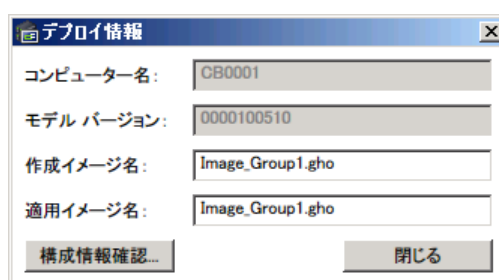 デプロイ情報
コンピューター名: CB0001
モデル バージョン: 0000100510
作成イメージ名: Image_Group1.gho
適用イメージ名: Image_Group1.gho
構成情報確認... 閉じる